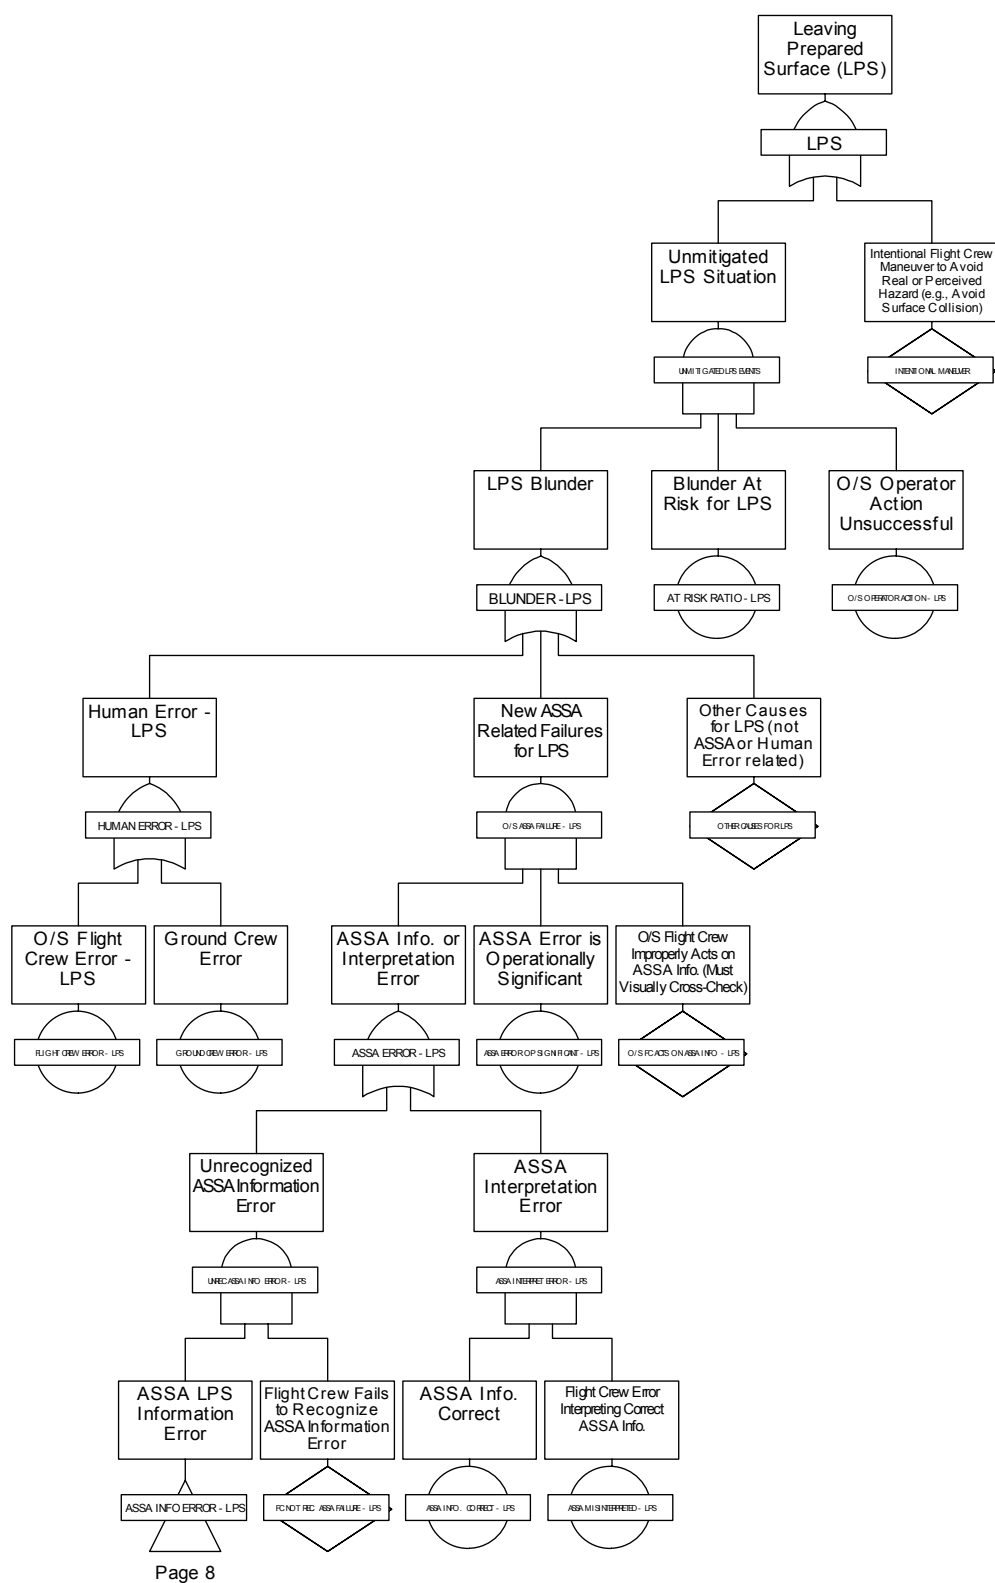 Leaving
Prepared
Surface (LPS)
LPS
Unmitigated
LPS Situation
UNMITIGATED LPS EVENTS
Intentional Flight Crew
Maneuver to Avoid
Real or Perceived
Hazard (e.g., Avoid
Surface Collision)
INTENTIONAL MANEUVER
LPS Blunder
BLUNDER - LPS
Blunder At
Risk for LPS
AT RISK RATIO - LPS
O/S Operator
Action
Unsuccessful
O/S OPERATOR ACTION - LPS
Human Error -
LPS
HUMAN ERROR - LPS
New ASSA
Related Failures
for LPS
O/S ASSA FAILURE - LPS
Other Causes
for LPS (not
ASSA or Human
Error related)
OTHER CAUSES FOR LPS
O/S Flight
Crew Error -
LPS
FLIGHT CREW ERROR - LPS
Ground Crew
Error
GROUND CREW ERROR - LPS
ASSA Info. or
Interpretation
Error
ASSA ERROR - LPS
ASSA Error is
Operationally
Significant
ASSA ERROR OP SIGNIFICANT - LPS
O/S Flight Crew
Improperly Acts on
ASSA Info. (Must
Visually Cross-Check)
O/S FC ACTS ON ASSA INFO - LPS
Unrecognized
ASSA Information
Error
UNREC ASSA INFO ERROR - LPS
ASSA
Interpretation
Error
ASSA INTERPRET ERROR - LPS
ASSA LPS
Information
Error
ASSA INFO ERROR - LPS
Page 8
Flight Crew Fails
to Recognize
ASSA Information
Error
FC NOT REC ASSA FAILURE - LPS
ASSA Info.
Correct
ASSA INFO. CORRECT - LPS
Flight Crew Error
Interpreting Correct
ASSA Info.
ASSA MISINTERPRETED - LPS